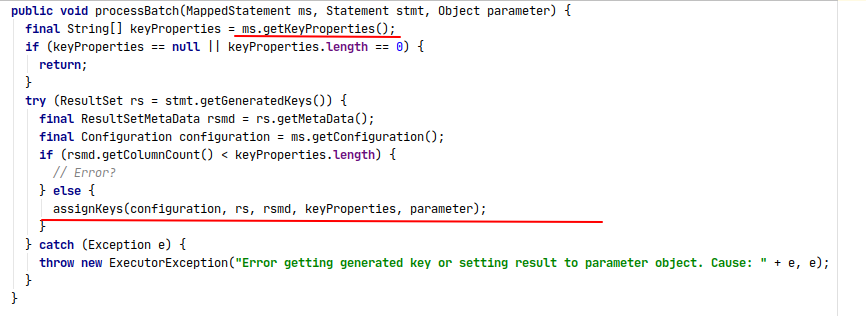 public void processBatch(MappedStatement ms, Statement stmt, Object parameter) {
final String[] keyProperties = ms.getKeyProperties();
if (keyProperties == null || keyProperties.length == 0) {
return;
}
try (ResultSet rs = stmt.getGeneratedKeys()) {
final ResultSetMetaData rsmd = rs.getMetaData();
final Configuration configuration = ms.getConfiguration();
if (rsmd.getColumnCount() < keyProperties.length) {
// Error?
} else {
assignKeys(configuration, rs, rsmd, keyProperties, parameter);
}
} catch (Exception e) {
throw new ExecutorException("Error getting generated key or setting result to parameter object. Cause: " + e, e);
}
}